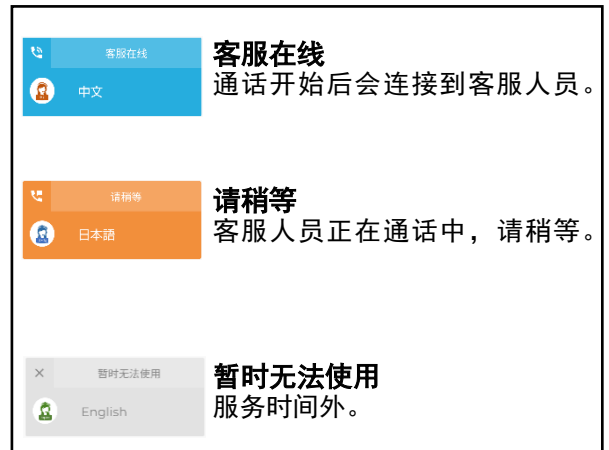 客服在线
中文
客服在线
通话开始后会连接到客服人员。
请稍等
日本語
请稍等
客服人员正在通话中，请稍等。
暂时无法使用
English
暂时无法使用
服务时间外。